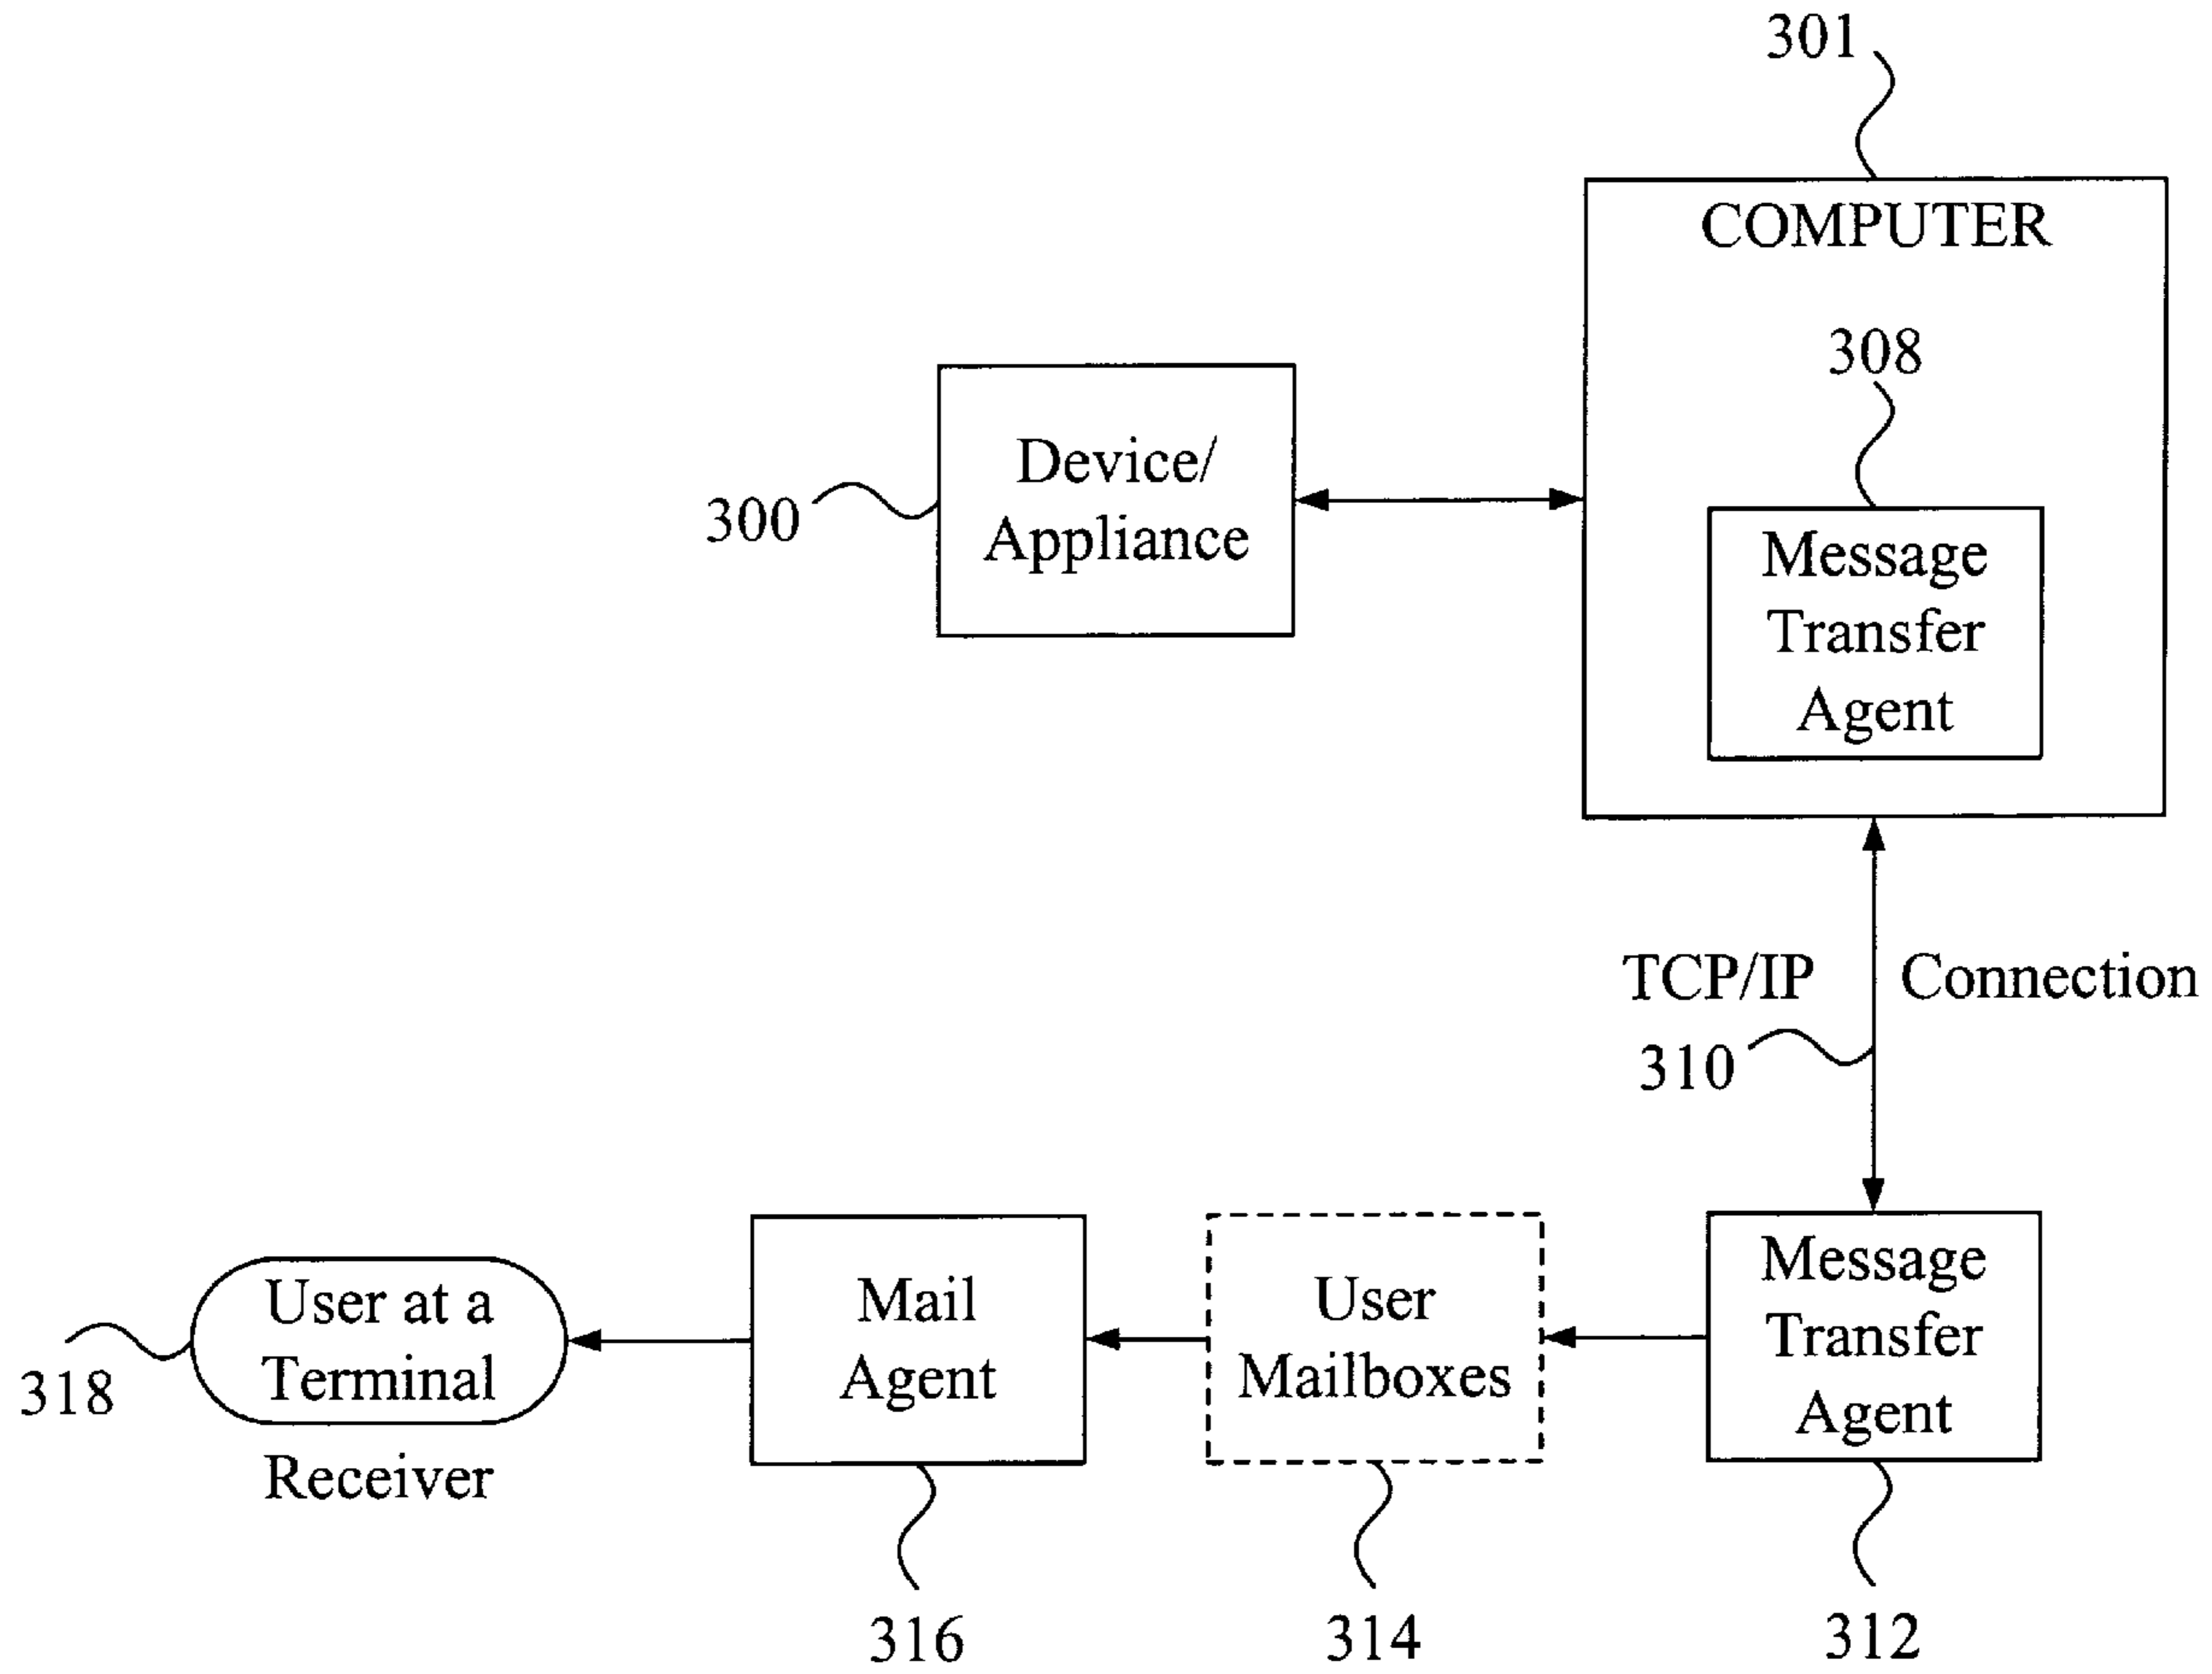 301
COMPUTER
308
Device/
Appliance
300
Message
Transfer
Agent
TCP/IP Connection
310
Message
Transfer
Agent
User
Mailboxes
Mail
Agent
User at a
Terminal
318
Receiver
316
314
312